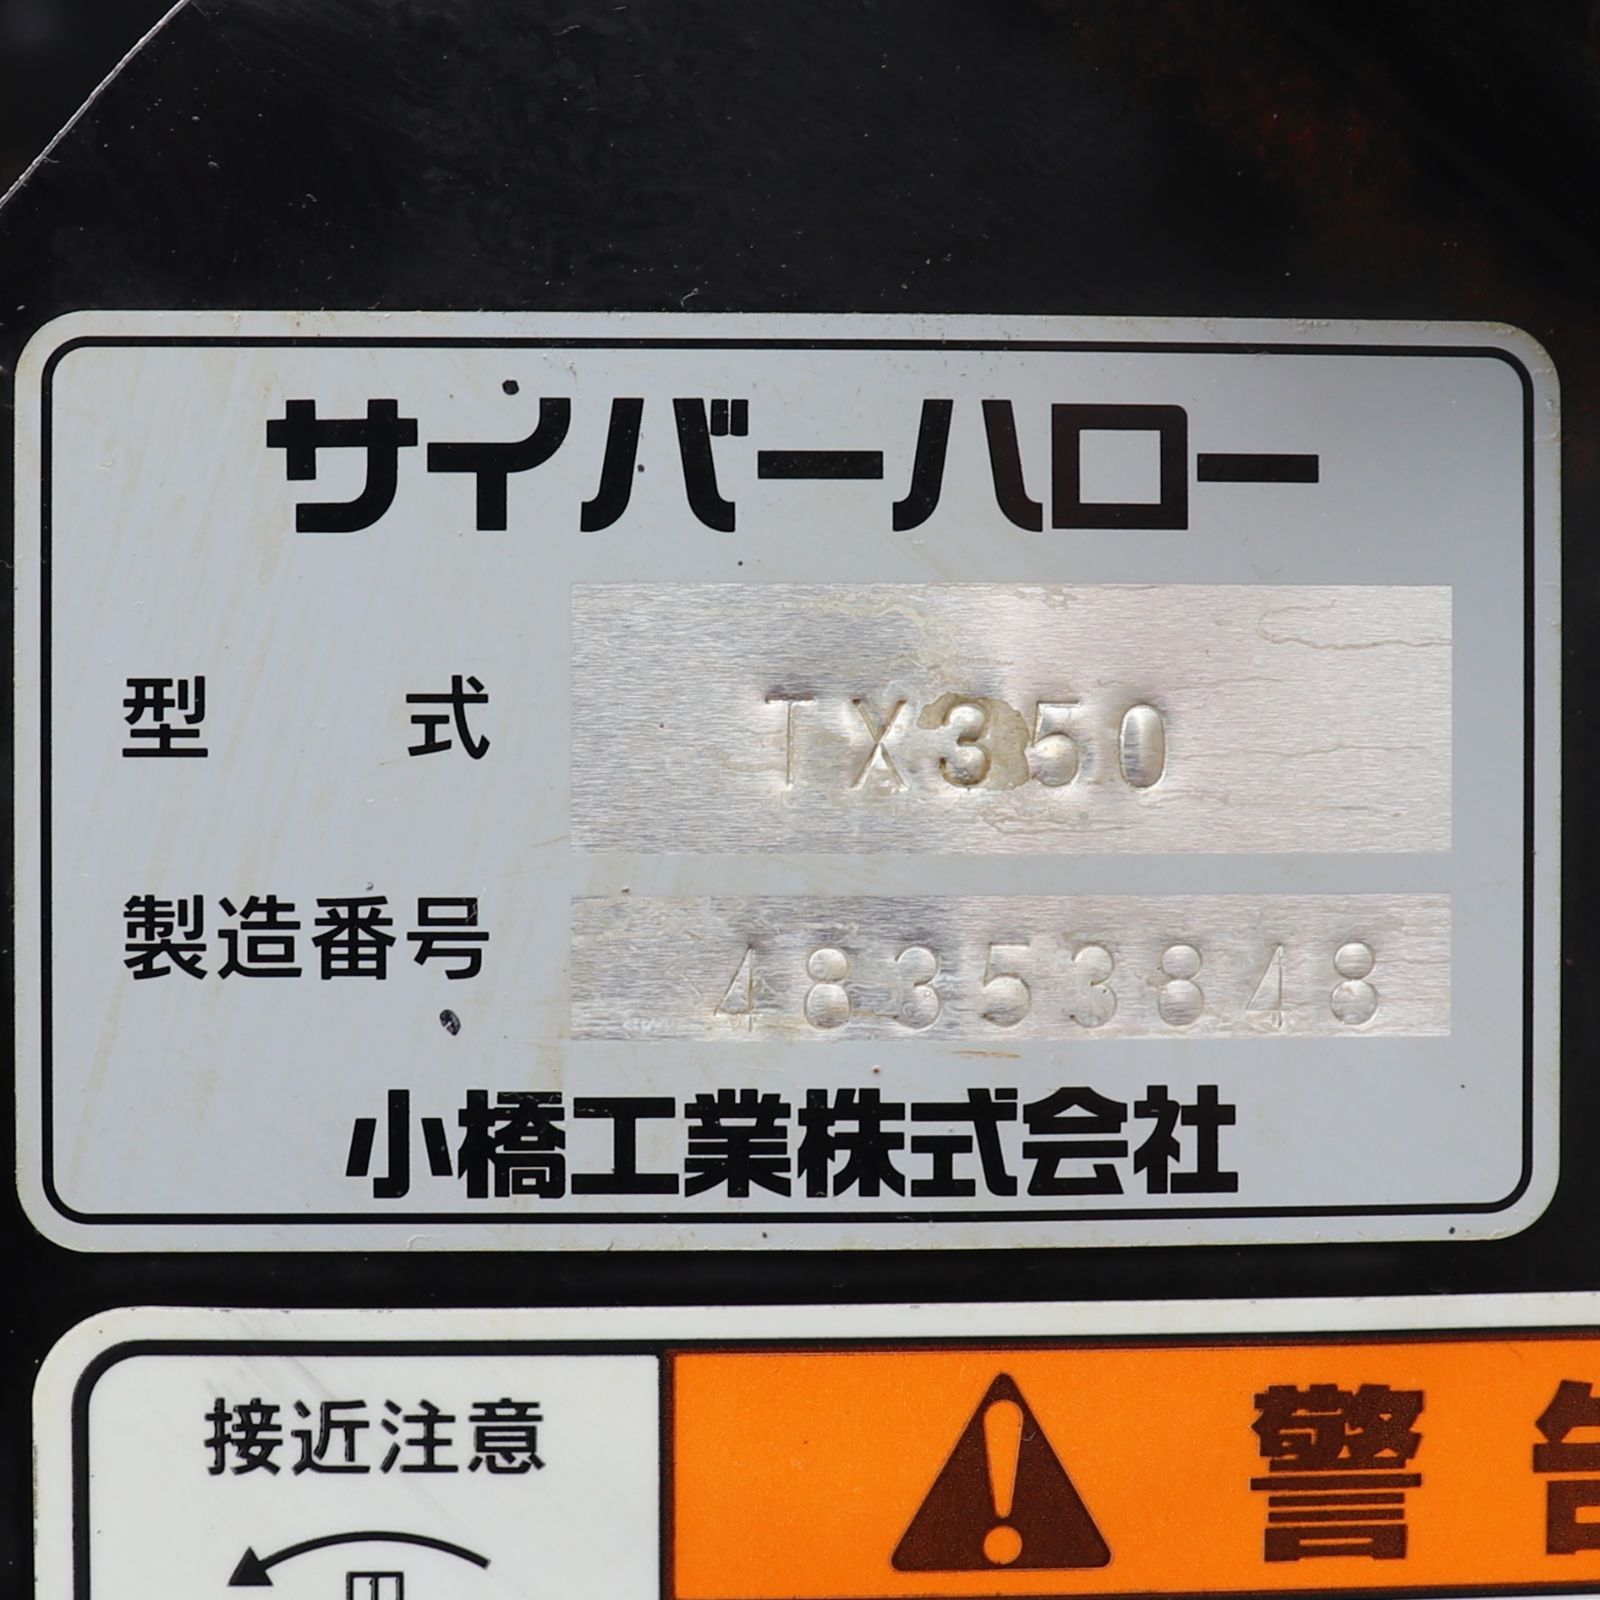 サイバーハロー
型式 TX350
製造番号 48353848
小橋工業株式会社
接近注意
警告